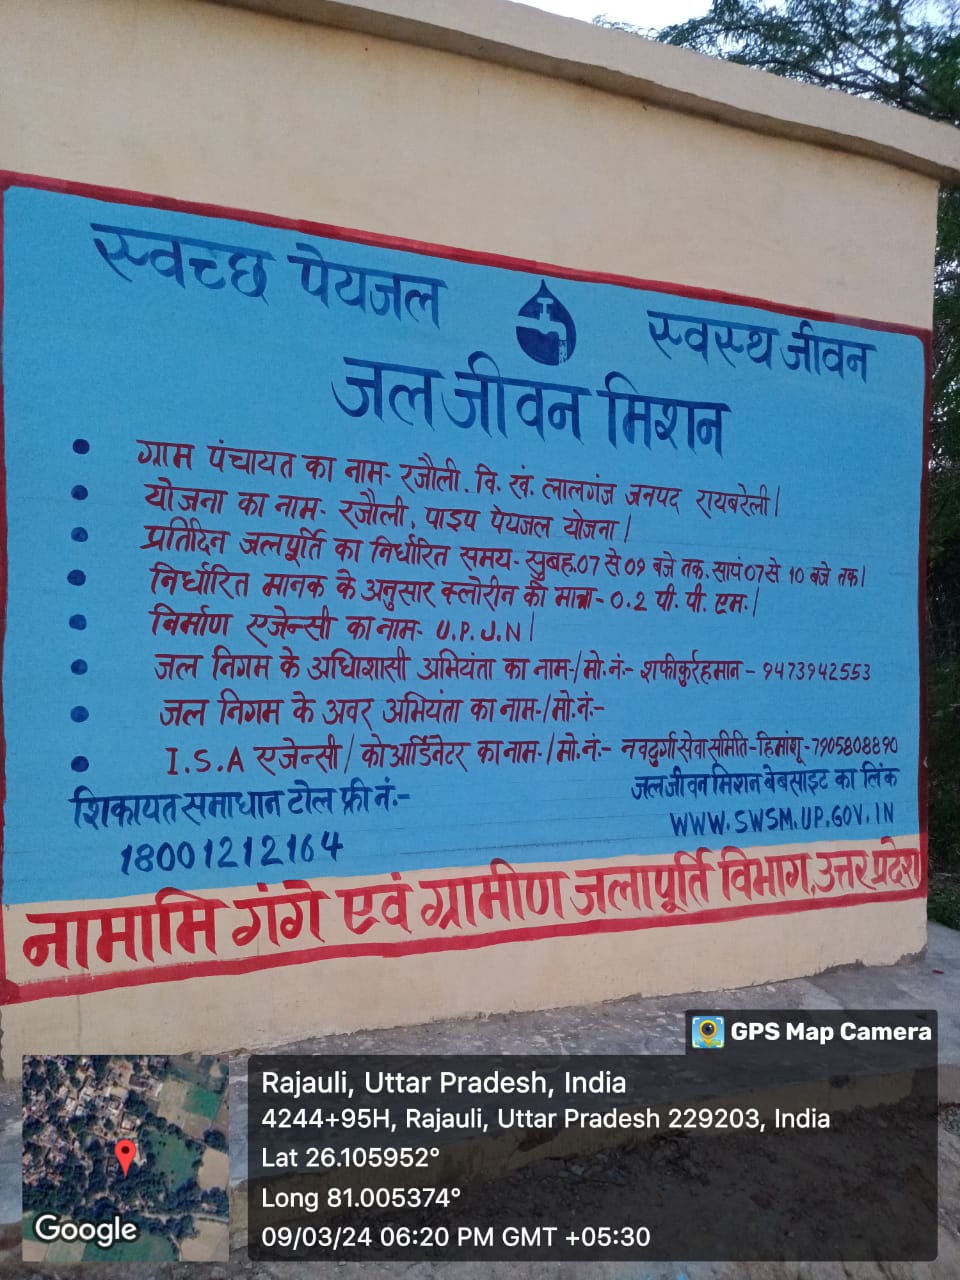 स्वच्छ पेयजल
स्वस्थ जीवन
जल जीवन मिशन
• ग्राम पंचायत का नाम- रजौली. वि. खं. लालगंज जनपद रायबरेली|
• योजना का नाम- रजौली. पाइप पेयजल योजना|
• प्रतिदिन जलपूर्ति का निर्धारित समय- सुबह.07 से 09 बजे तक. सायं 07 से 10 बजे तक|
• निर्धारित मानक के अनुसार क्लोरीन की मात्रा- 0.2 पी. पी. एम.|
• निर्माण एजेन्सी का नाम- U.P.J.N|
• जल निगम के अधिशासी अभियंता का नाम-/मो.नं:- शफीकुर्रहमान - 9473942553
• जल निगम के अवर अभियंता का नाम-/मो.नं:-
• I.S.A एजेन्सी/कोआर्डिनेटर का नाम-/मो.नं:- नवदुर्गा सेवा समिति-हिमांशू-7905808890
शिकायत समाधान टोल फ्री नं.:-
18001212164
जल जीवन मिशन वेबसाइट का लिंक
WWW.SWSM.UP.GOV.IN
नामामि गंगे एवं ग्रामीण जलापूर्ति विभाग, उत्तर प्रदेश
GPS Map Camera
Rajauli, Uttar Pradesh, India
4244+95H, Rajauli, Uttar Pradesh 229203, India
Lat 26.105952°
Long 81.005374°
09/03/24 06:20 PM GMT +05:30
Google